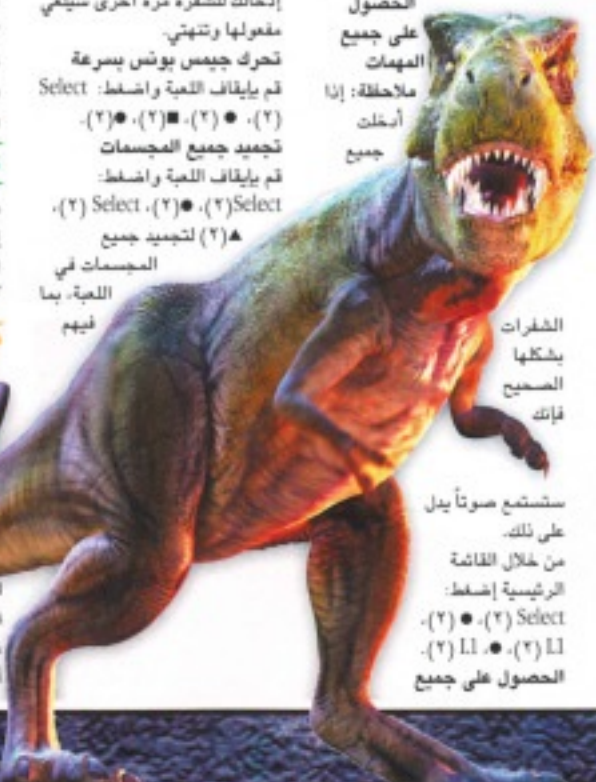 الحصول
على جميع
المهمات
ملاحظة: إذا
أدخلت
جميع
الشفرات
بشكلها
الصحيح
فإنك
ستستمع صوتاً يدل
على ذلك.
من خلال القائمة
الرئيسية إضغط:
Select (٢)، ● (٢)،
L1 (٢)، ●، L1 (٢).
الحصول على جميع
إدخالك للشفرة مرة أخرى سيلغي
مفعولها وتنتهي.
تحرك جيمس بونس بسرعة
قم بإيقاف اللعبة واضغط: Select
(٢)، ● (٢)، ■(٢)، ●(٢).
تجميد جميع المجسمات
قم بإيقاف اللعبة واضغط:
Select(٢)، ●(٢)، Select (٢)،
▲(٢) لتجميد جميع
المجسمات في
اللعبة، بما
فيهم